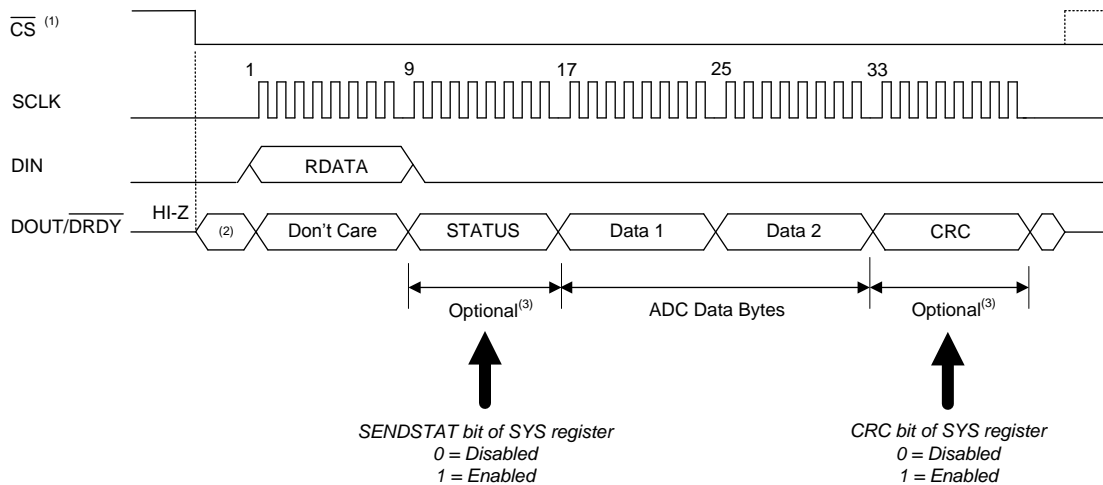 CS (1)
1 9 17 25 33
SCLK
DIN RDATA
DOUT/DRDY HI-Z (2) Don't Care STATUS Data 1 Data 2 CRC
Optional(3) ADC Data Bytes Optional(3)
SENDSTAT bit of SYS register
0 = Disabled
1 = Enabled
CRC bit of SYS register
0 = Disabled
1 = Enabled